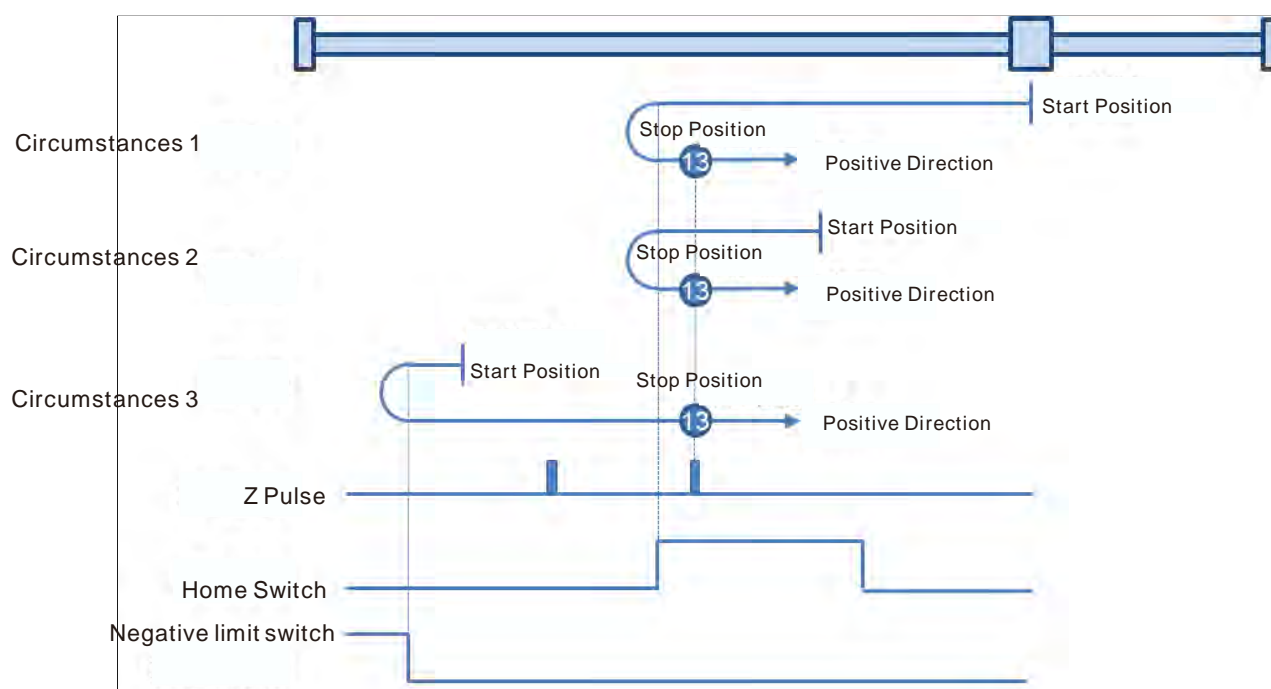 Start Position
Circumstances 1
Stop Position
13
Positive Direction
Start Position
Circumstances 2
Stop Position
13
Positive Direction
Start Position
Stop Position
Circumstances 3
13
Positive Direction
Z Pulse
Home Switch
Negative limit switch